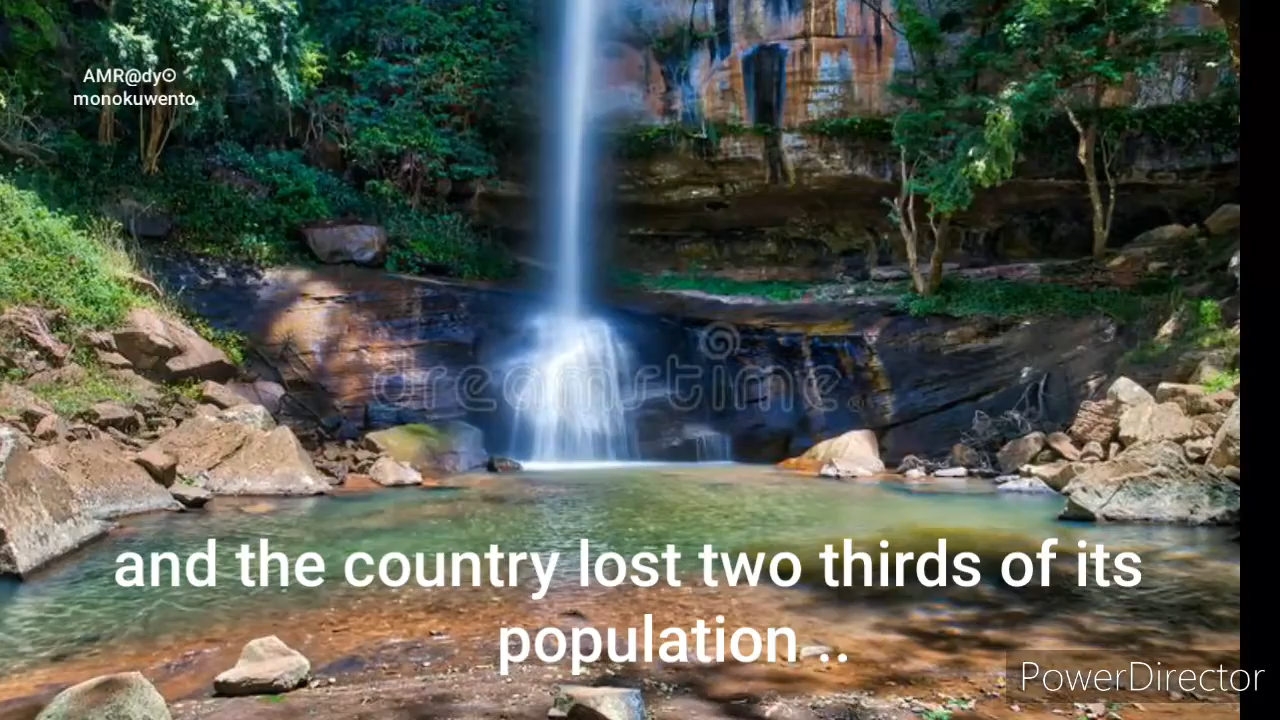 AMR@dy⊙
monokuwento
dreamstime
and the country lost two thirds of its
population ..
PowerDirector